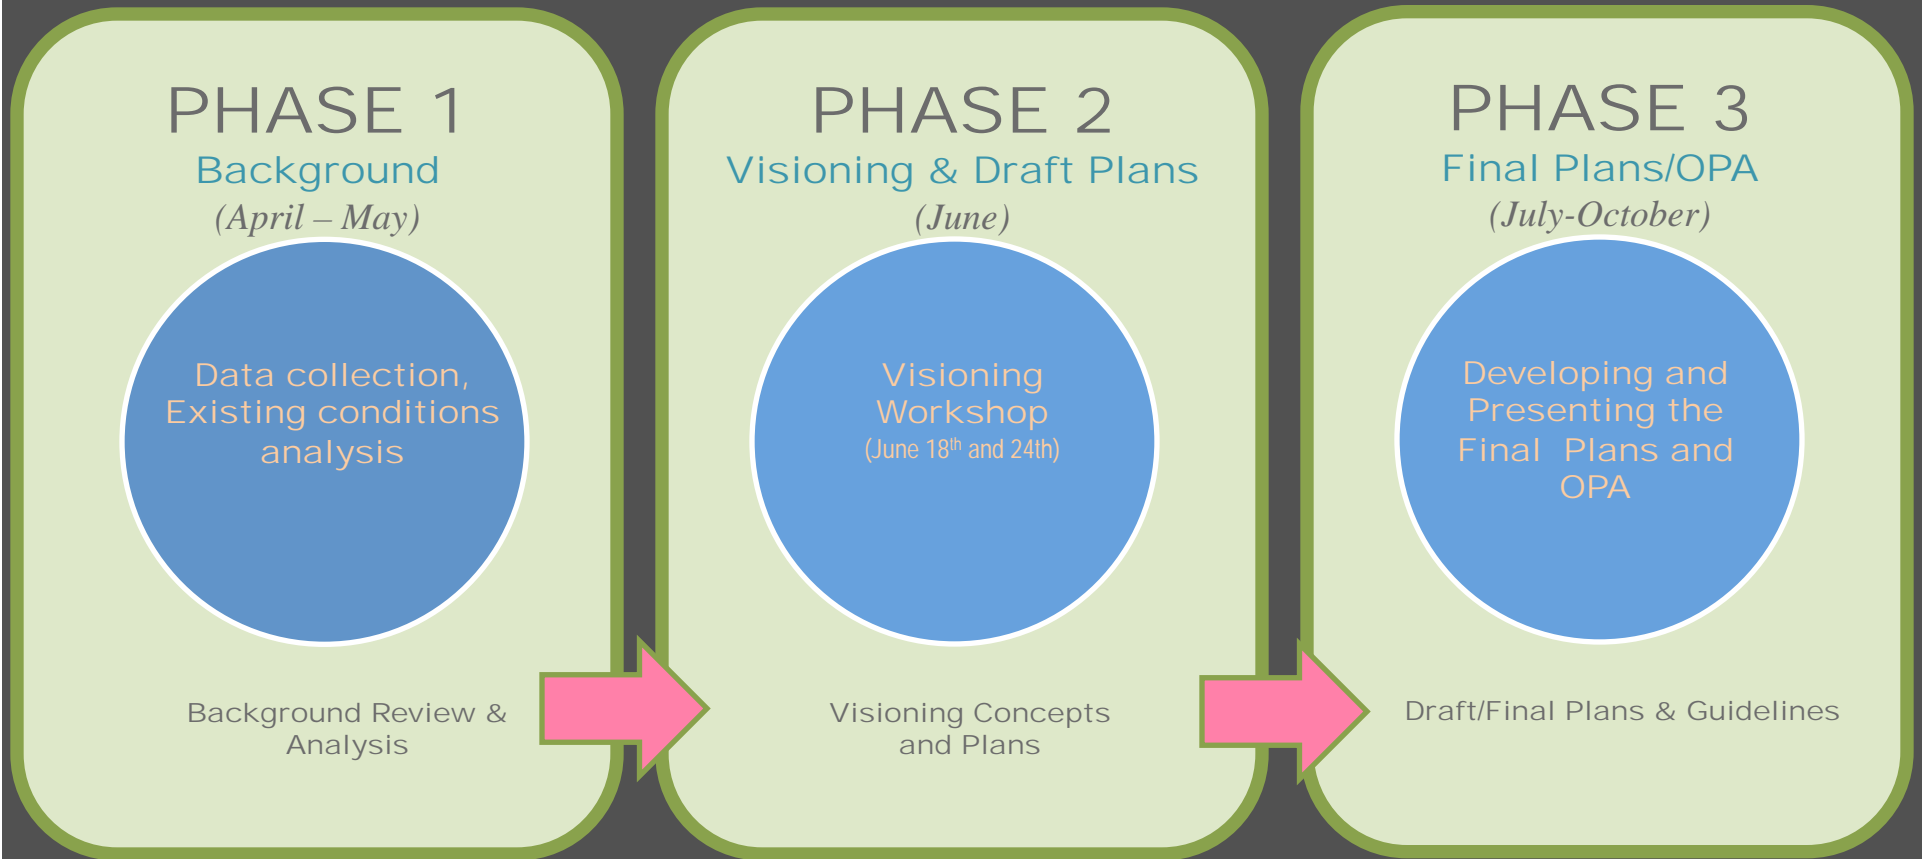 PHASE 1
Background
(April – May)
Data collection,
Existing conditions
analysis
Background Review &
Analysis
PHASE 2
Visioning & Draft Plans
(June)
Visioning
Workshop
(June 18th and 24th)
Visioning Concepts
and Plans
PHASE 3
Final Plans/OPA
(July-October)
Developing and
Presenting the
Final Plans and
OPA
Draft/Final Plans & Guidelines